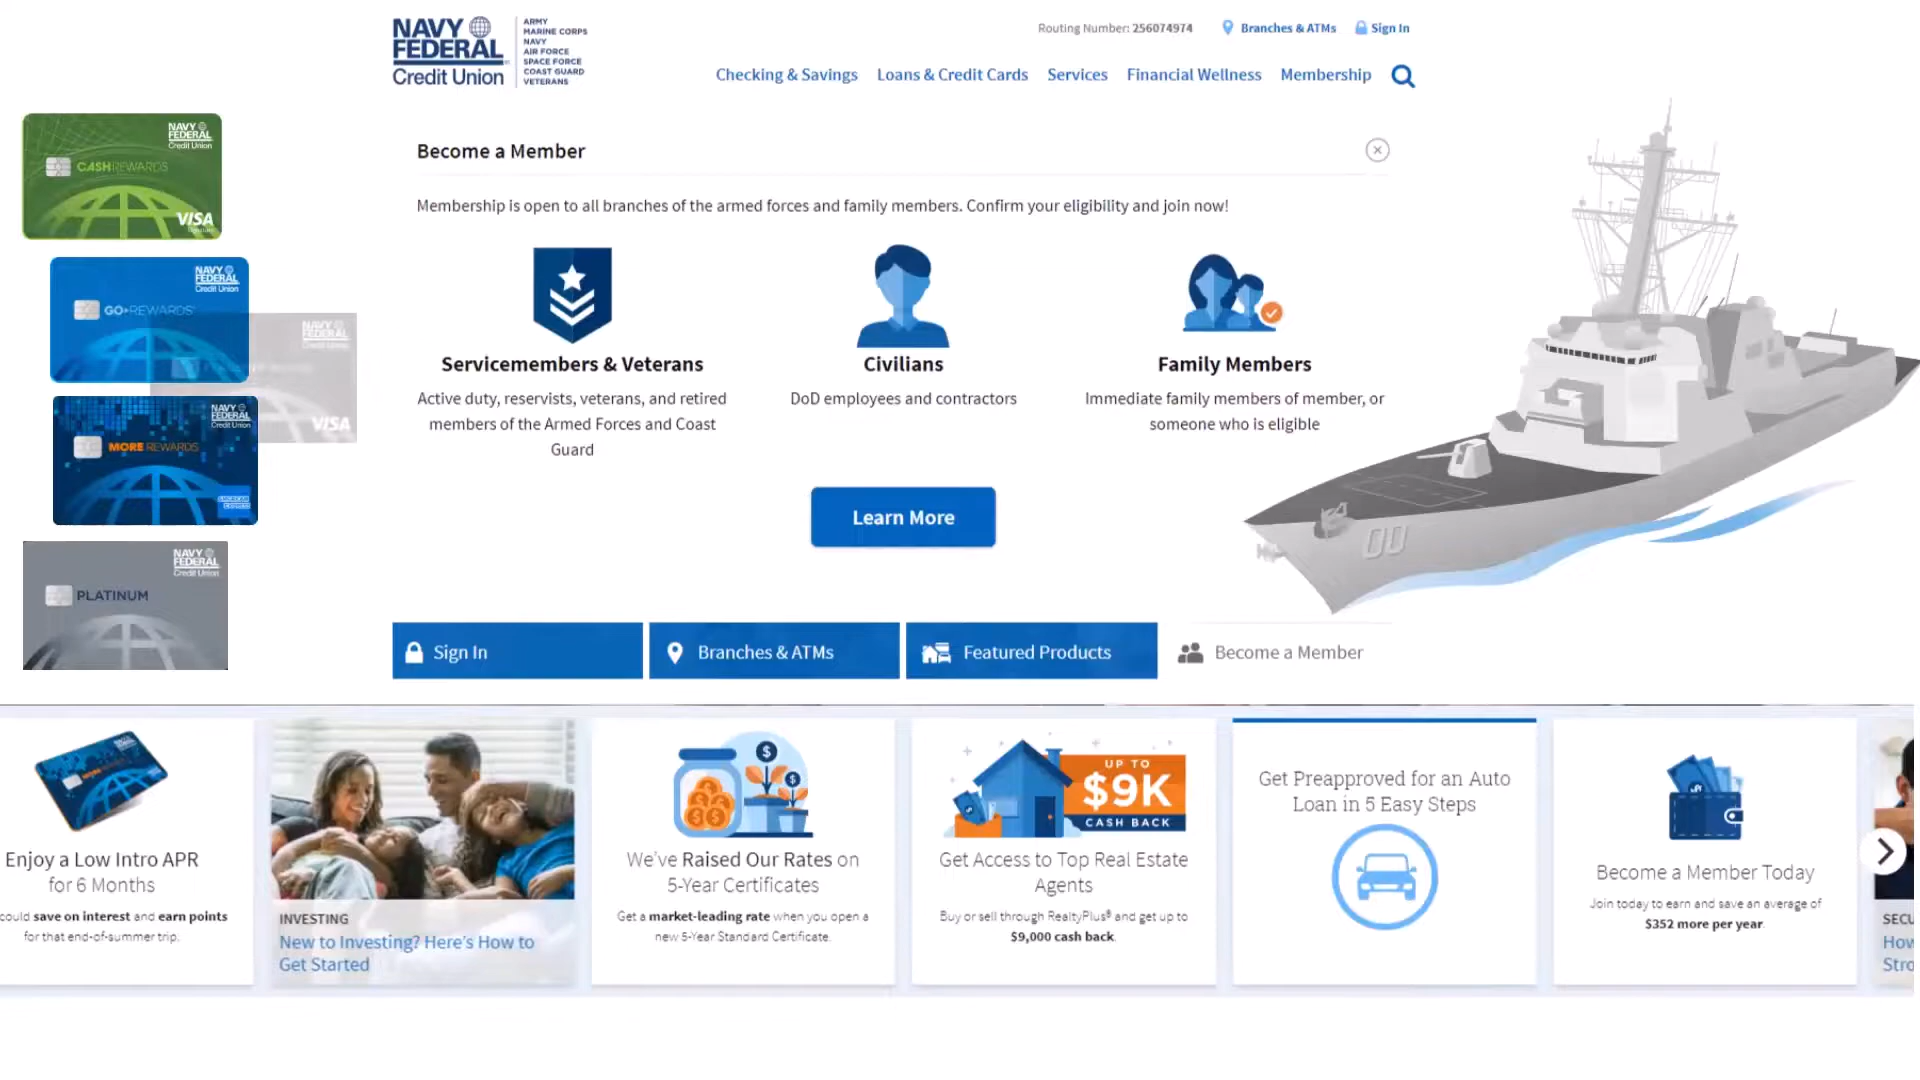 NAVY
FEDERAL
Credit Union
ARMY
MARINE CORPS
NAVY
AIR FORCE
SPACE FORCE
COAST GUARD
VETERANS
Routing Number: 256074974
Branches & ATMs
Sign In
Checking & Savings
Loans & Credit Cards
Services
Financial Wellness
Membership
NAVY
FEDERAL
Credit Union
CASHREWARDS
VISA
NAVY
FEDERAL
Credit Union
GO REWARDS
NAVY
FEDERAL
Credit Union
VISA
NAVY
FEDERAL
Credit Union
MORE REWARDS
AMERICAN
EXPRESS
NAVY
FEDERAL
Credit Union
PLATINUM
Become a Member
Membership is open to all branches of the armed forces and family members. Confirm your eligibility and join now!
Servicemembers & Veterans
Active duty, reservists, veterans, and retired
members of the Armed Forces and Coast
Guard
Civilians
DoD employees and contractors
Family Members
Immediate family members of member, or
someone who is eligible
Learn More
00
Sign In
Branches & ATMs
Featured Products
Become a Member
Enjoy a Low Intro APR
for 6 Months
could save on interest and earn points
for that end-of-summer trip.
INVESTING
New to Investing? Here's How to
Get Started
We've Raised Our Rates on
5-Year Certificates
Get a market-leading rate when you open a
new 5-Year Standard Certificate.
UP TO
$9K
CASH BACK
Get Access to Top Real Estate
Agents
Buy or sell through RealtyPlus® and get up to
$9,000 cash back.
Get Preapproved for an Auto
Loan in 5 Easy Steps
Become a Member Today
Join today to earn and save an average of
$352 more per year.
SECU
How
Stro